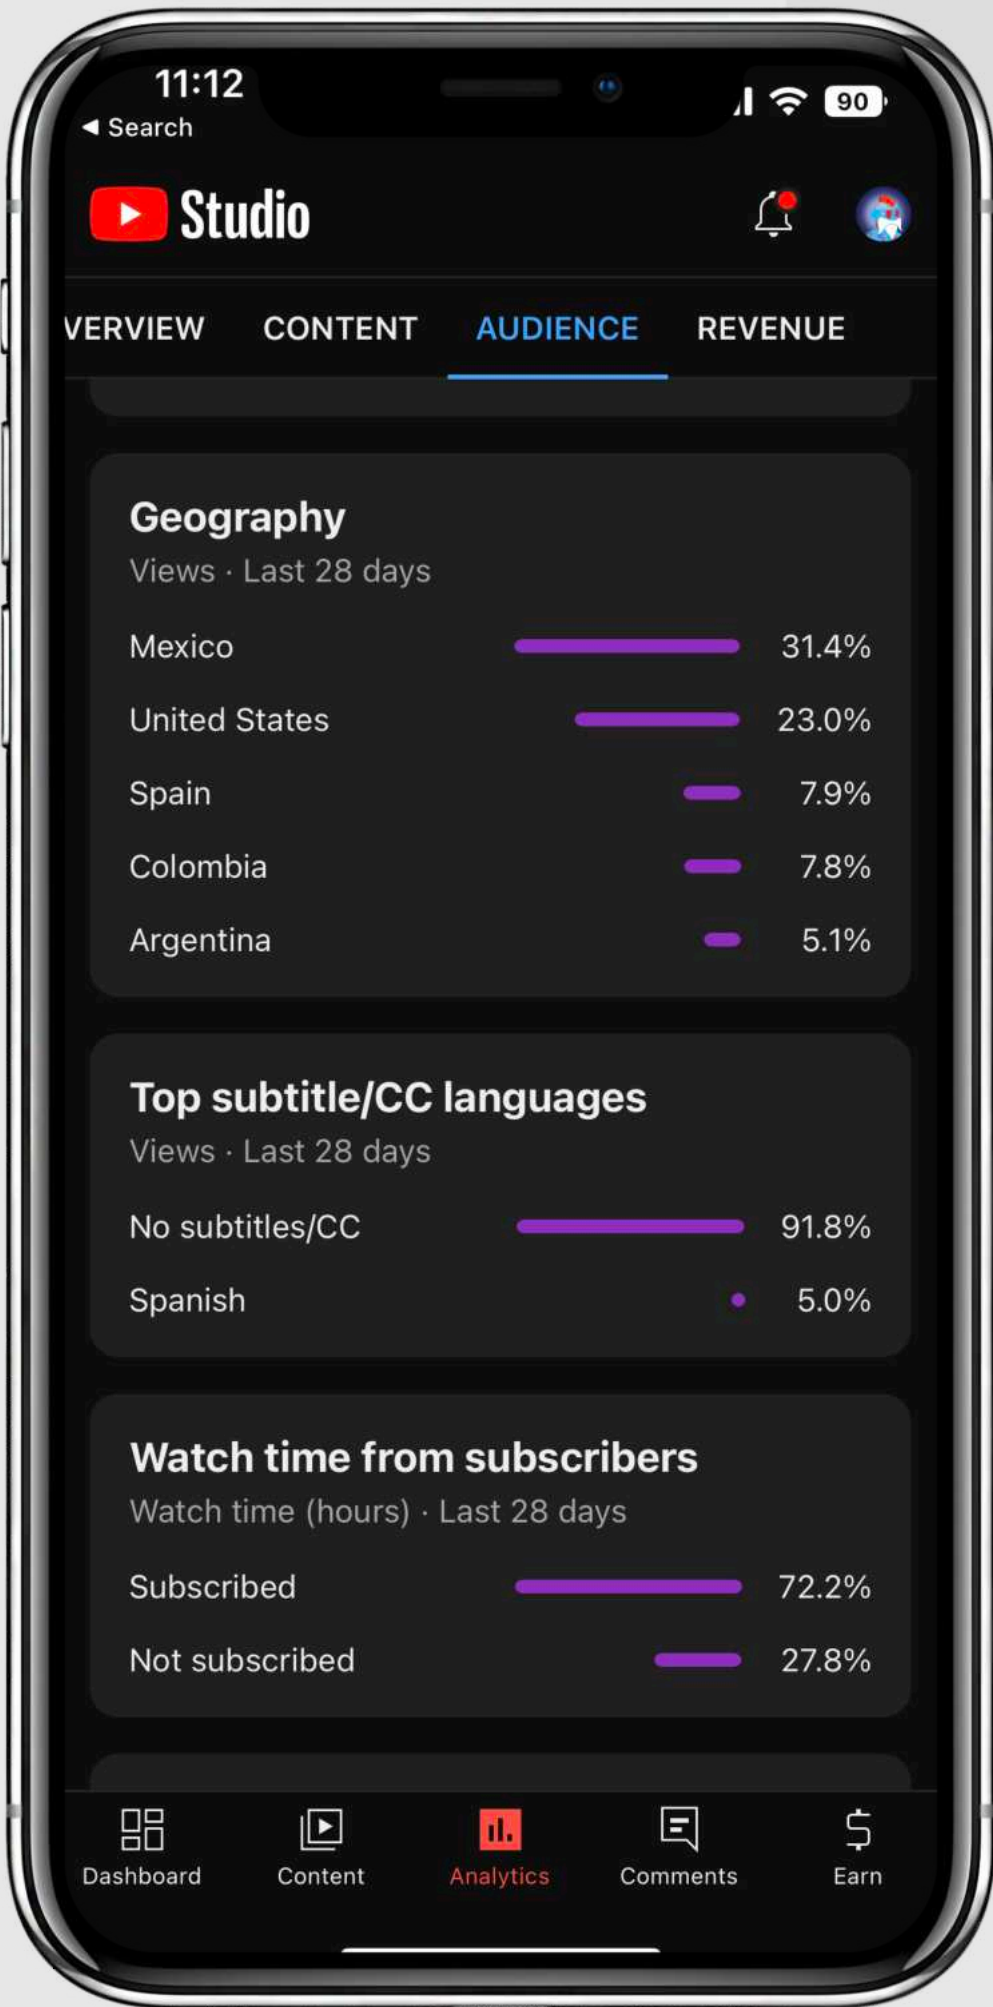 11:12
◀ Search
90
Studio
VERVIEW CONTENT AUDIENCE REVENUE
Geography
Views · Last 28 days
Mexico 31.4%
United States 23.0%
Spain 7.9%
Colombia 7.8%
Argentina 5.1%
Top subtitle/CC languages
Views · Last 28 days
No subtitles/CC 91.8%
Spanish 5.0%
Watch time from subscribers
Watch time (hours) · Last 28 days
Subscribed 72.2%
Not subscribed 27.8%
Dashboard Content Analytics Comments Earn